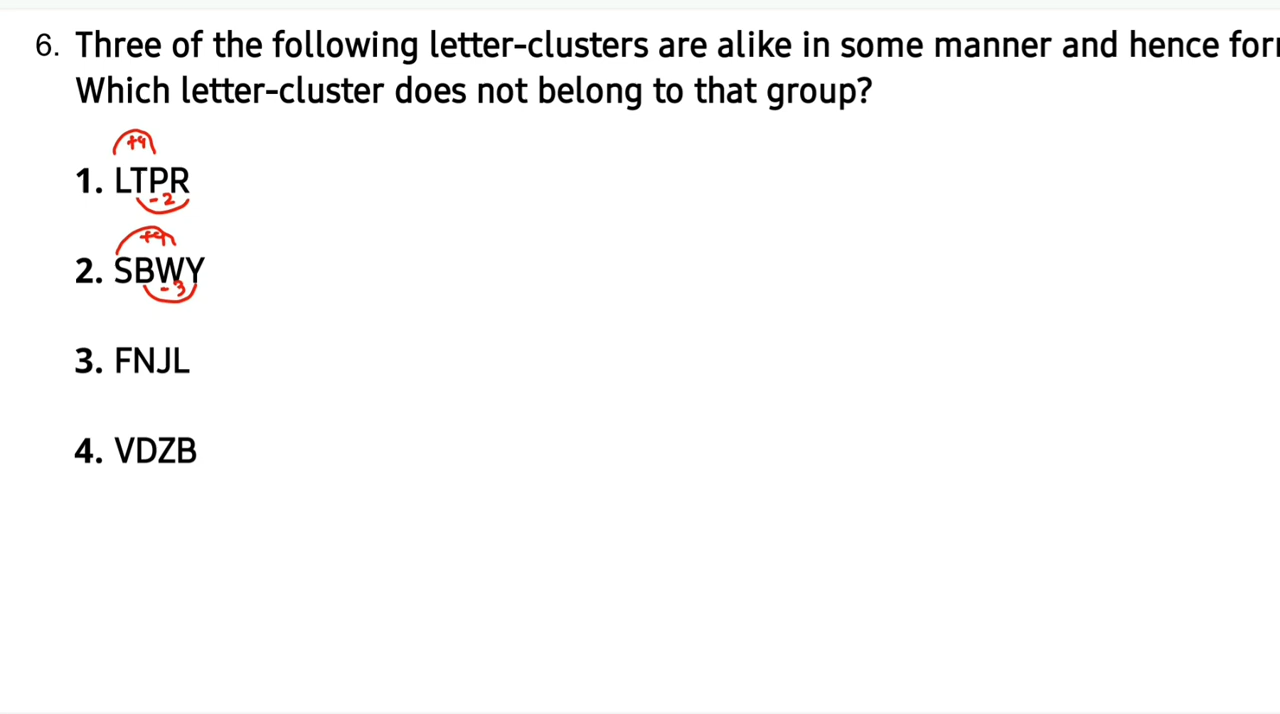 6. Three of the following letter-clusters are alike in some manner and hence
Which letter-cluster does not belong to that group?
+4
1. LTPR
-2
+4
2. SBWY
-3
3. FNJL
4. VDZB